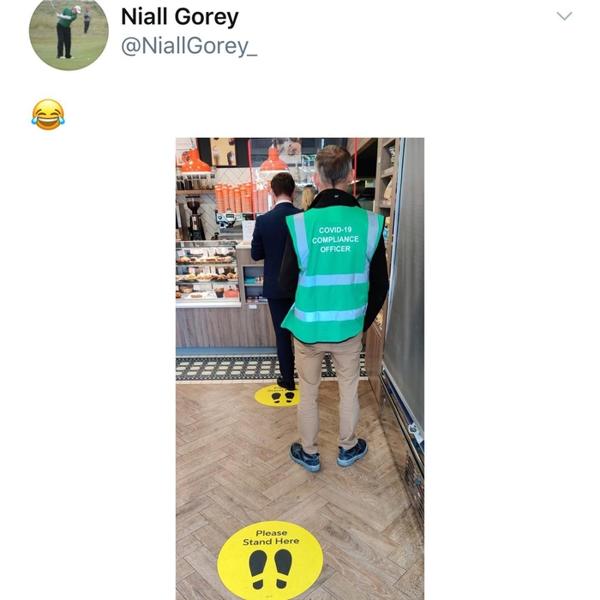 Niall Gorey
@NiallGorey_
😂
COVID-19
COMPLIANCE
OFFICER
Please
Stand Here